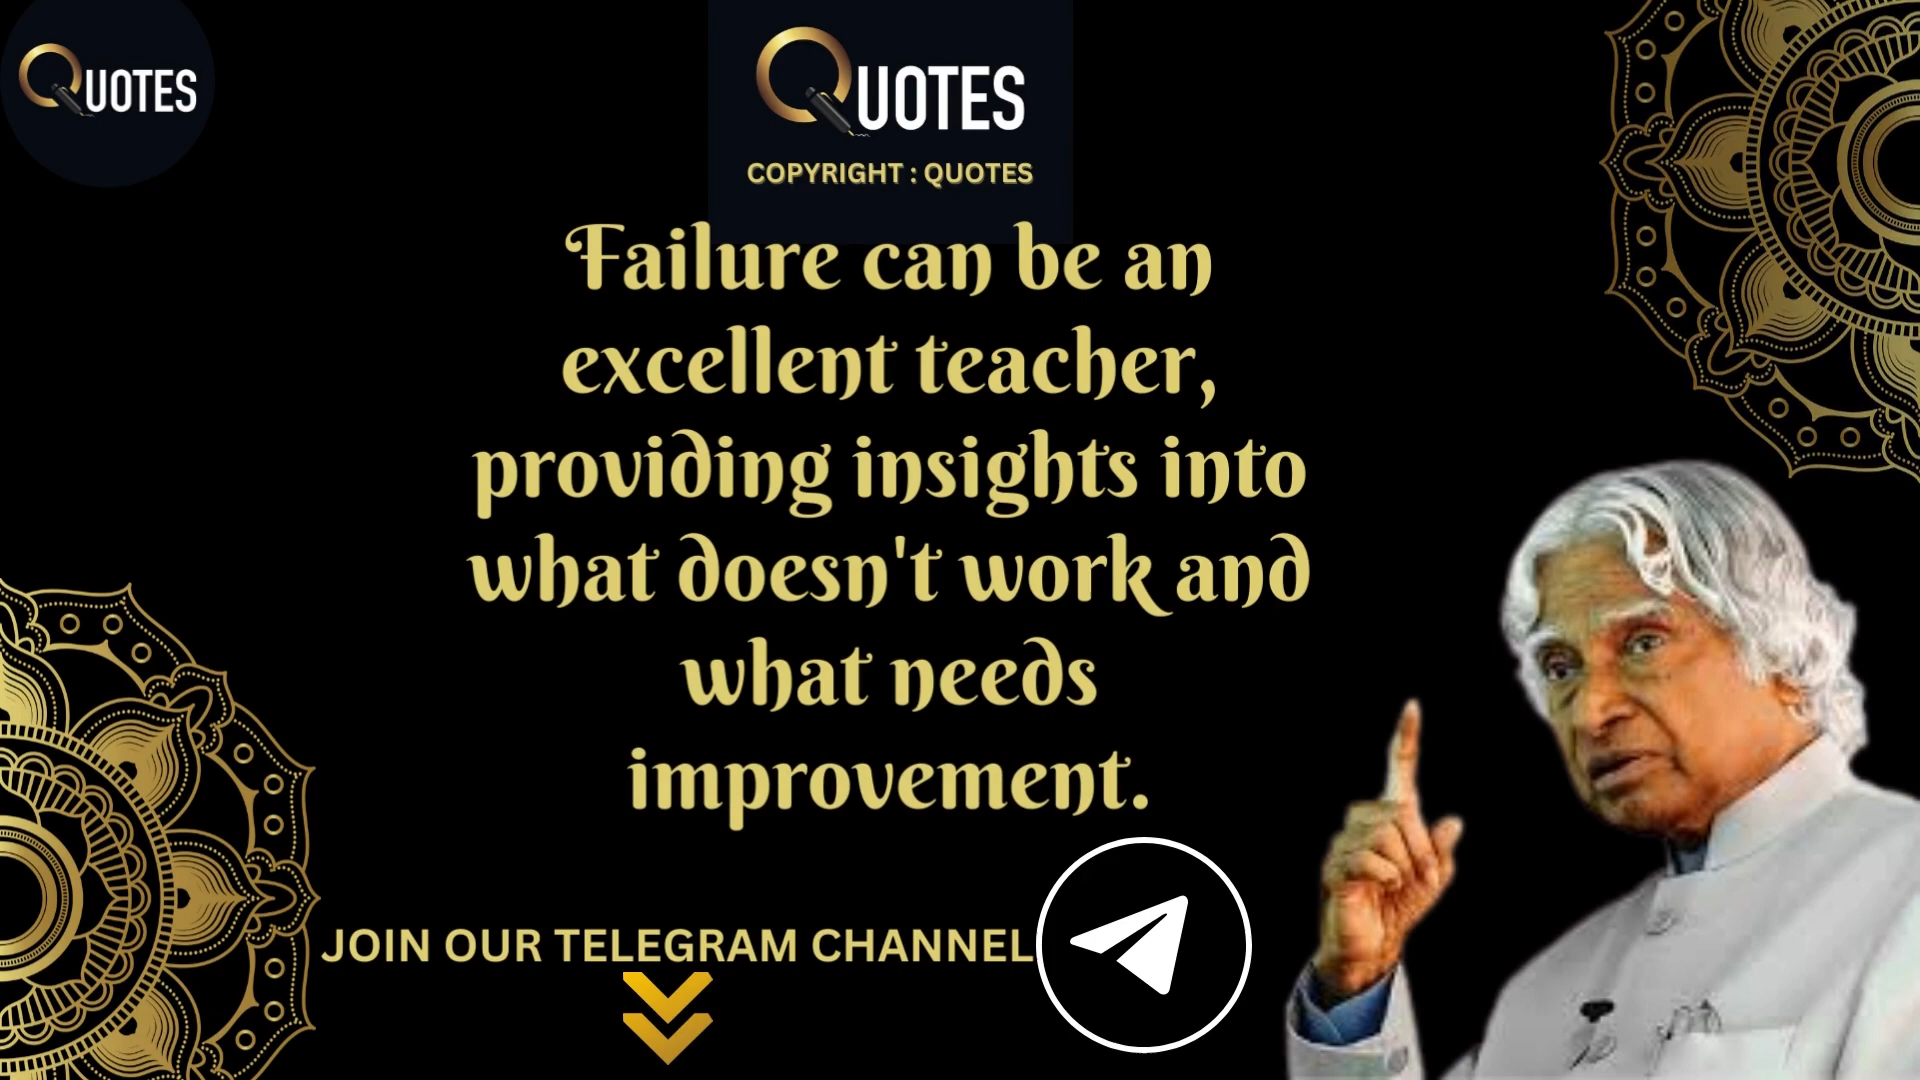 QUOTES
QUOTES
COPYRIGHT : QUOTES
Failure can be an
excellent teacher,
providing insights into
what doesn't work and
what needs
improvement.
JOIN OUR TELEGRAM CHANNEL